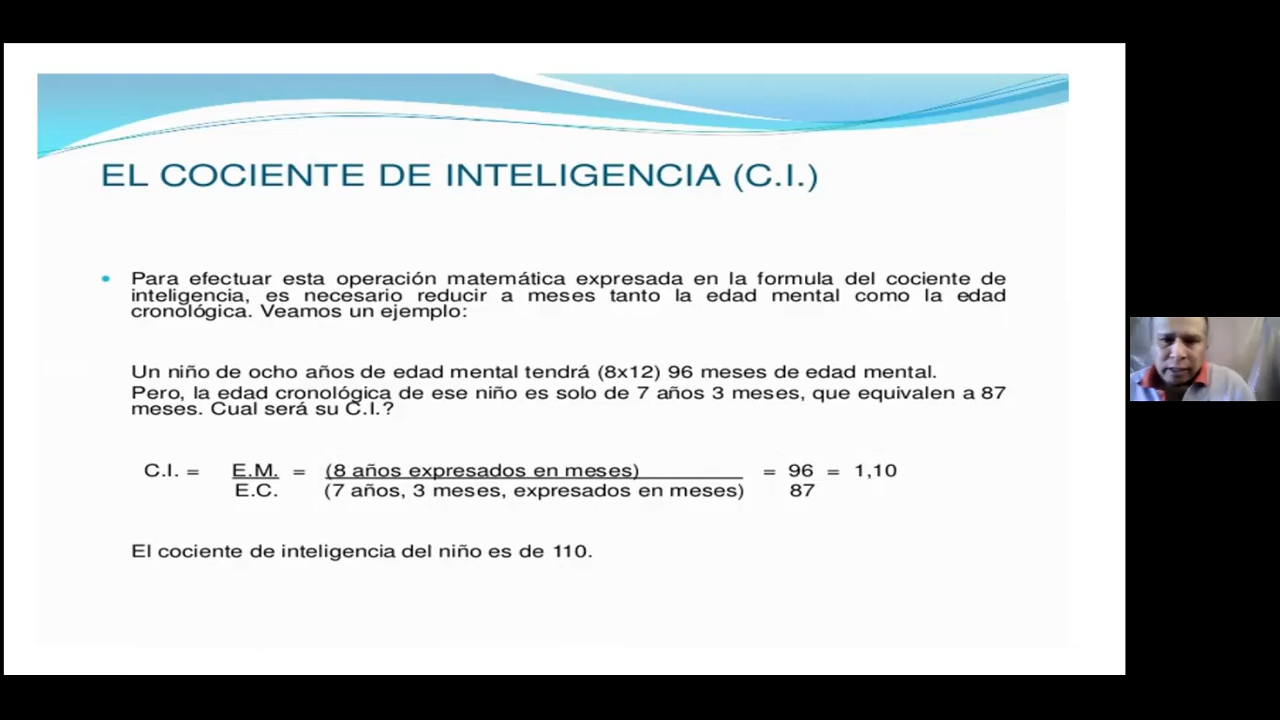 EL COCIENTE DE INTELIGENCIA (C.I.)
• Para efectuar esta operación matemática expresada en la formula del cociente de
inteligencia, es necesario reducir a meses tanto la edad mental como la edad
cronológica. Veamos un ejemplo:
Un niño de ocho años de edad mental tendrá (8x12) 96 meses de edad mental.
Pero, la edad cronológica de ese niño es solo de 7 años 3 meses, que equivalen a 87
meses. Cual será su C.I.?
C.I. = E.M. = (8 años expresados en meses) = 96 = 1,10
E.C. (7 años, 3 meses, expresados en meses) 87
El cociente de inteligencia del niño es de 110.